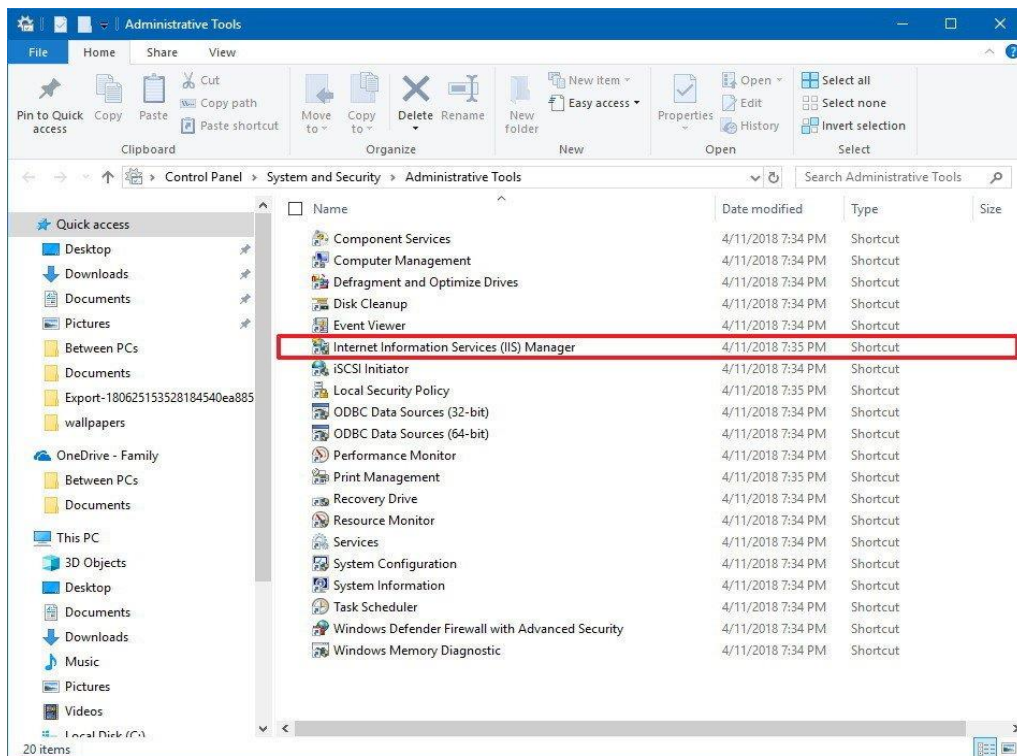 Administrative Tools
File Home Share View
Pin to Quick access
Copy
Paste
Cut
Copy path
Paste shortcut
Clipboard
Move to
Copy to
Delete
Rename
Organize
New folder
New item
Easy access
New
Properties
Open
Edit
History
Open
Select all
Select none
Invert selection
Select
Control Panel > System and Security > Administrative Tools
Search Administrative Tools
Quick access
Desktop
Downloads
Documents
Pictures
Between PCs
Documents
Export-180625153528184540ea885
wallpapers
OneDrive - Family
Between PCs
Documents
This PC
3D Objects
Desktop
Documents
Downloads
Music
Pictures
Videos
Local Disk (C:)
Name Date modified Type Size
Component Services 4/11/2018 7:34 PM Shortcut
Computer Management 4/11/2018 7:34 PM Shortcut
Defragment and Optimize Drives 4/11/2018 7:34 PM Shortcut
Disk Cleanup 4/11/2018 7:34 PM Shortcut
Event Viewer 4/11/2018 7:34 PM Shortcut
Internet Information Services (IIS) Manager 4/11/2018 7:35 PM Shortcut
iSCSI Initiator 4/11/2018 7:34 PM Shortcut
Local Security Policy 4/11/2018 7:35 PM Shortcut
ODBC Data Sources (32-bit) 4/11/2018 7:34 PM Shortcut
ODBC Data Sources (64-bit) 4/11/2018 7:34 PM Shortcut
Performance Monitor 4/11/2018 7:34 PM Shortcut
Print Management 4/11/2018 7:35 PM Shortcut
Recovery Drive 4/11/2018 7:34 PM Shortcut
Resource Monitor 4/11/2018 7:34 PM Shortcut
Services 4/11/2018 7:34 PM Shortcut
System Configuration 4/11/2018 7:34 PM Shortcut
System Information 4/11/2018 7:34 PM Shortcut
Task Scheduler 4/11/2018 7:34 PM Shortcut
Windows Defender Firewall with Advanced Security 4/11/2018 7:34 PM Shortcut
Windows Memory Diagnostic 4/11/2018 7:34 PM Shortcut
20 items